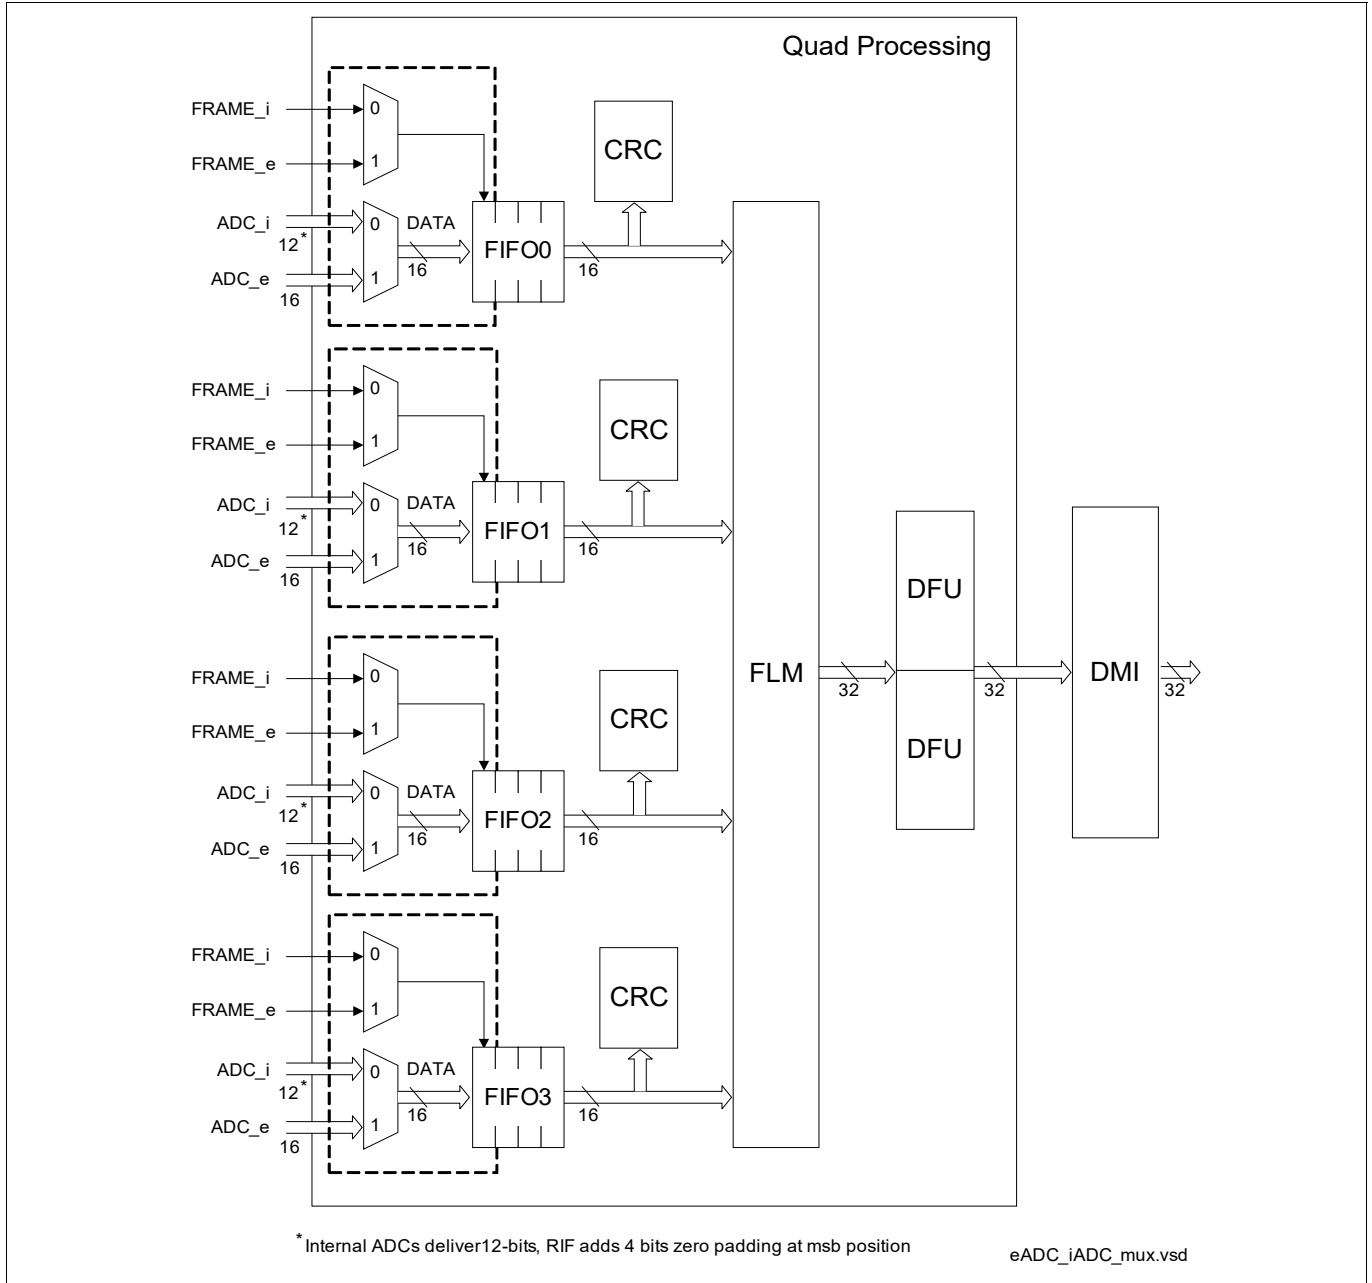 Quad Processing
FRAME_i
0
CRC
FRAME_e
1
ADC_i
0
DATA
12*
FIFO0
ADC_e
1
16
16
16
FRAME_i
0
CRC
FRAME_e
1
ADC_i
0
DATA
12*
FIFO1
ADC_e
1
16
16
16
DFU
FRAME_i
0
FLM
DMI
32
32
32
CRC
FRAME_e
1
DFU
ADC_i
0
DATA
12*
FIFO2
ADC_e
1
16
16
16
FRAME_i
0
CRC
FRAME_e
1
ADC_i
0
DATA
12*
FIFO3
ADC_e
1
16
16
16
*Internal ADCs deliver12-bits, RIF adds 4 bits zero padding at msb position
eADC_iADC_mux.vsd